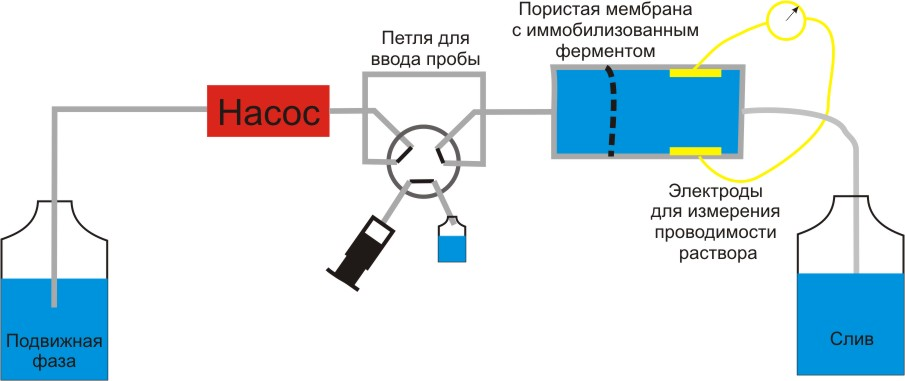 Пористая мембрана
с иммобилизованным
ферментом
Петля для
ввода пробы
Насос
Электроды
для измерения
проводимости
раствора
Подвижная
фаза
Слив